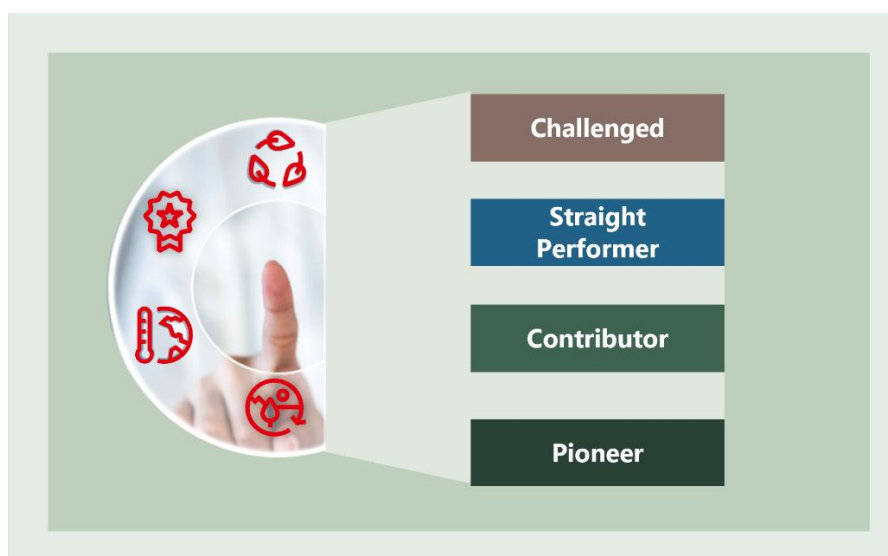 Challenged
Straight
Performer
Contributor
Pioneer